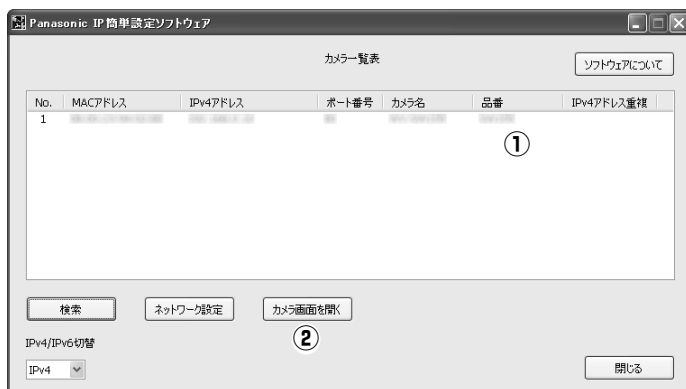 Panasonic IP簡単設定ソフトウェア
カメラ一覧表
ソフトウェアについて
No. MACアドレス IPv4アドレス ポート番号 カメラ名 品番 IPv4アドレス重複
1
①
検索 ネットワーク設定 カメラ画面を開く
②
IPv4/IPv6切替
IPv4 閉じる